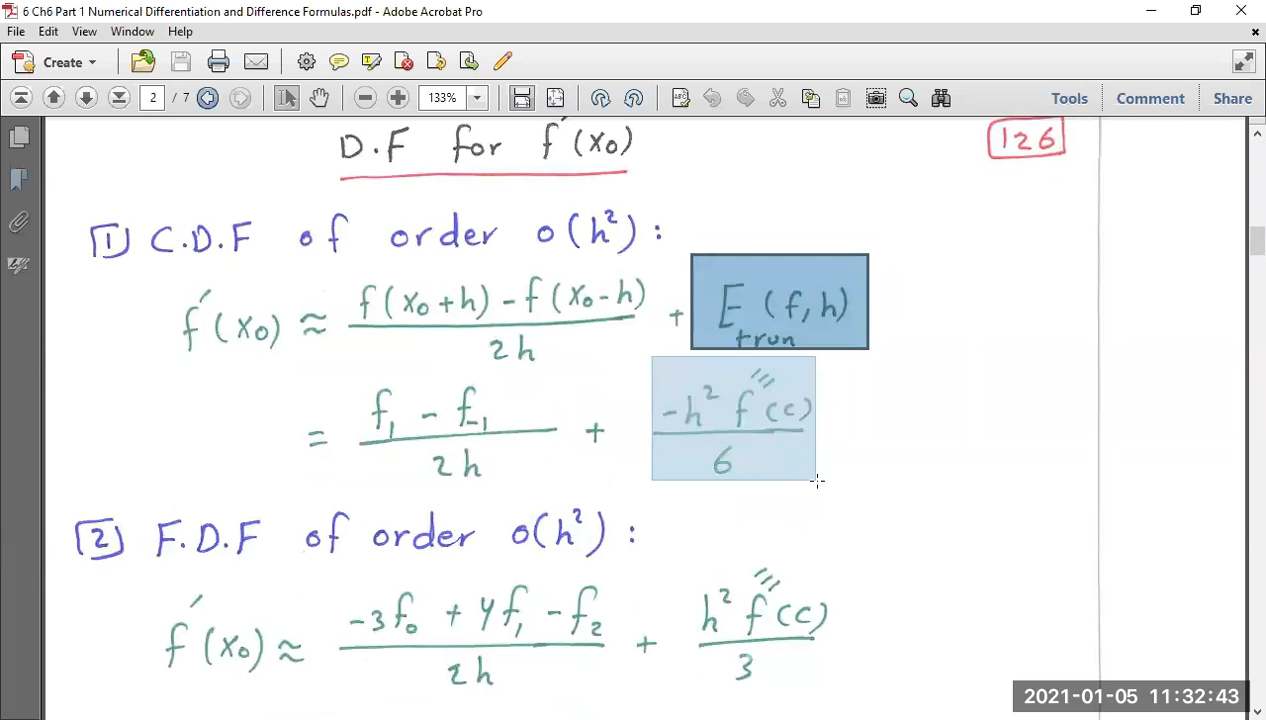 6 Ch6 Part 1 Numerical Differentiation and Difference Formulas.pdf - Adobe Acrobat Pro
File Edit View Window Help
Create
2 / 7 133% Tools Comment Share
D.F for f′(x₀) 126
1 C.D.F of order o(h²) :
f′(x₀) ≈ f(x₀+h) - f(x₀-h) / 2h + E trun (f,h)
= f₁ - f₋₁ / 2h + -h² f‴(c) / 6
2 F.D.F of order o(h²) :
f′(x₀) ≈ -3f₀ + 4f₁ - f₂ / 2h + h² f‴(c) / 3
2021-01-05 11:32:43